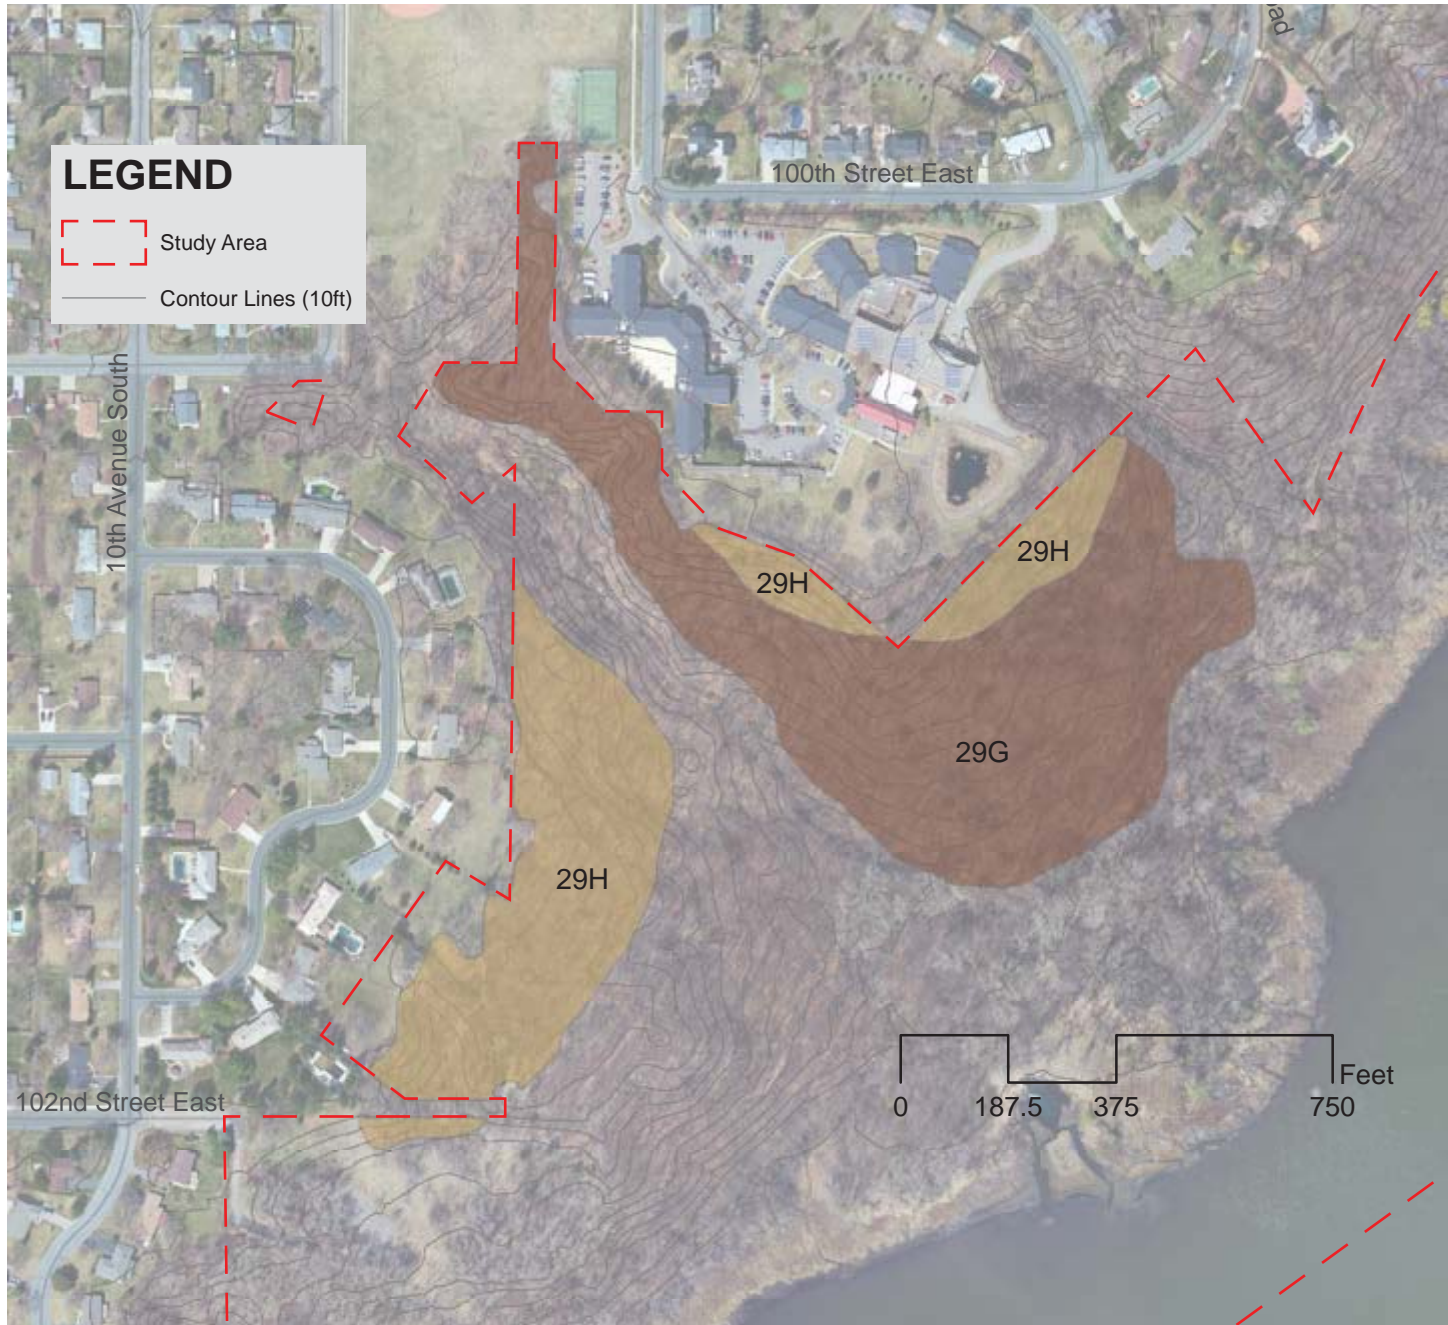 oad
LEGEND
Study Area
Contour Lines (10ft)
100th Street East
10th Avenue South
29H
29H
29G
29H
102nd Street East
Feet
0 187.5 375 750